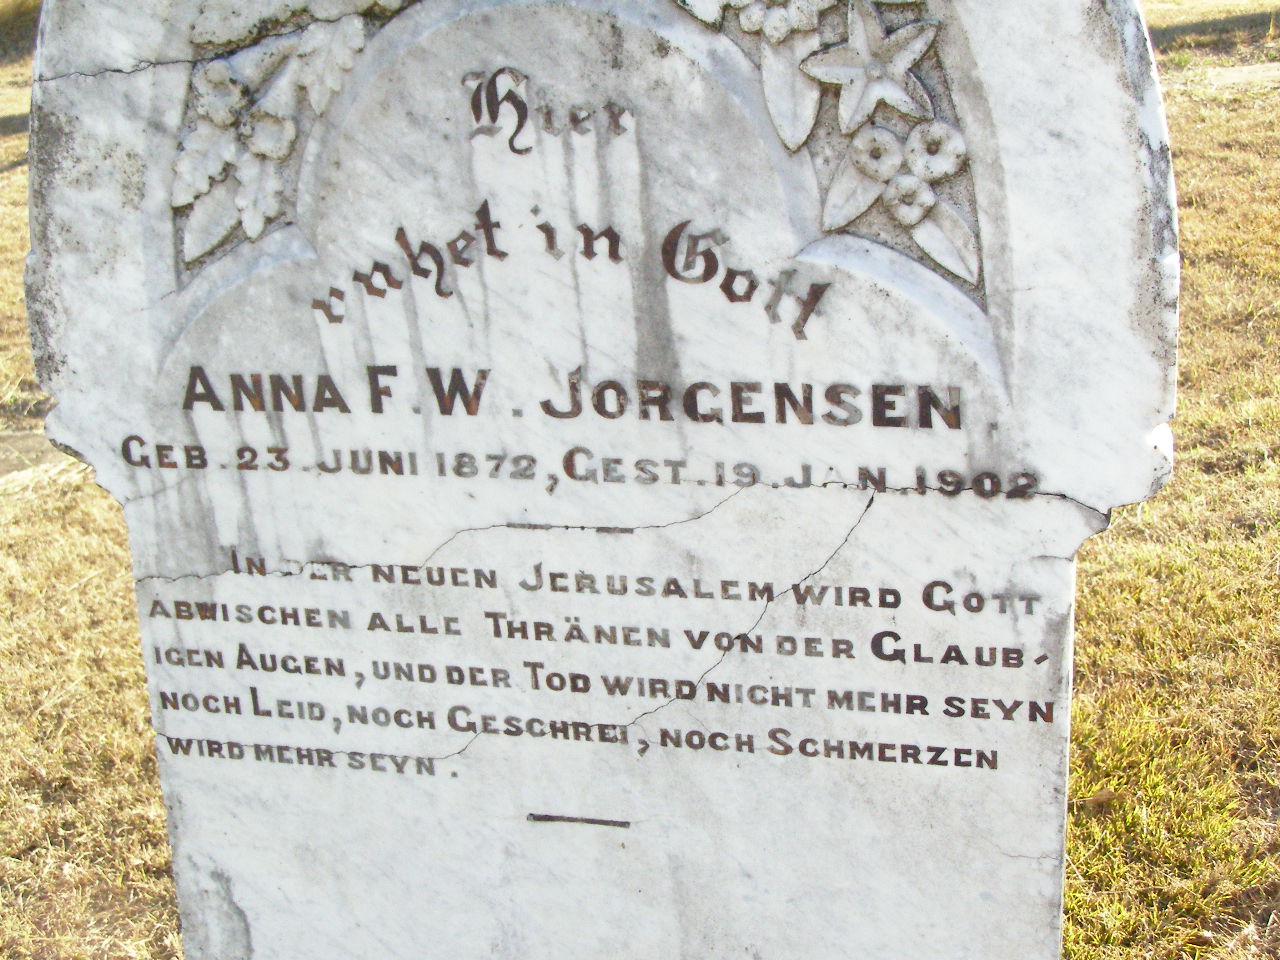 Hier
ruhet in Gott
ANNA F. W. JORGENSEN
GEB. 23. JUNI 1872, GEST. 19. JAN. 1902
IN DER NEUEN JERUSALEM WIRD GOTT
ABWISCHEN ALLE THRÄNEN VON DER GLAUB-
IGEN AUGEN, UND DER TOD WIRD NICHT MEHR SEYN
NOCH LEID, NOCH GESCHREI, NOCH SCHMERZEN
WIRD MEHR SEYN.